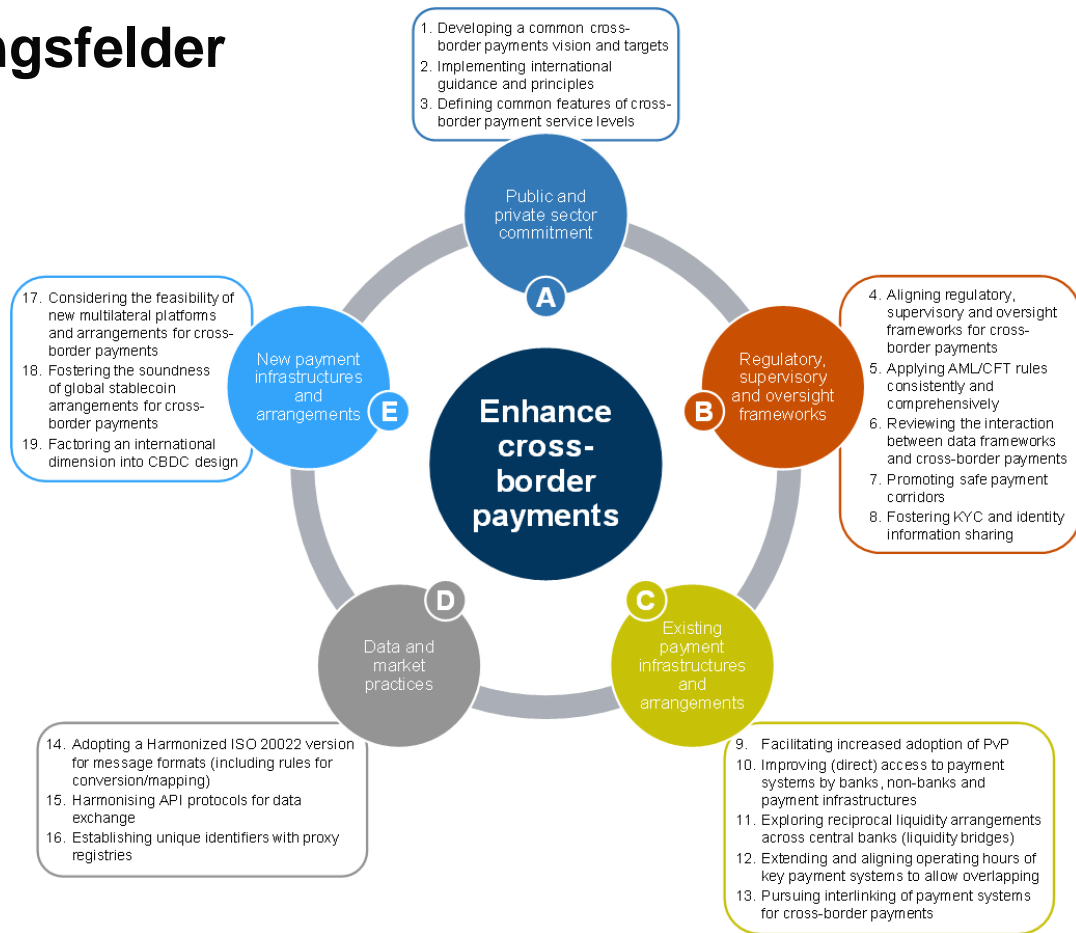 ngsfelder
1. Developing a common cross-
border payments vision and targets
2. Implementing international
guidance and principles
3. Defining common features of cross-
border payment service levels
Public and
private sector
commitment
A
4. Aligning regulatory,
supervisory and oversight
frameworks for cross-
border payments
5. Applying AML/CFT rules
consistently and
comprehensively
6. Reviewing the interaction
between data frameworks
and cross-border payments
7. Promoting safe payment
corridors
8. Fostering KYC and identity
information sharing
Regulatory,
supervisory
and oversight
frameworks
B
17. Considering the feasibility of
new multilateral platforms
and arrangements for cross-
border payments
18. Fostering the soundness
of global stablecoin
arrangements for cross-
border payments
19. Factoring an international
dimension into CBDC design
New payment
infrastructures
and
arrangements
E
Enhance
cross-
border
payments
D
Data and
market
practices
C
Existing
payment
infrastructures
and
arrangements
14. Adopting a Harmonized ISO 20022 version
for message formats (including rules for
conversion/mapping)
15. Harmonising API protocols for data
exchange
16. Establishing unique identifiers with proxy
registries
9. Facilitating increased adoption of PvP
10. Improving (direct) access to payment
systems by banks, non-banks and
payment infrastructures
11. Exploring reciprocal liquidity arrangements
across central banks (liquidity bridges)
12. Extending and aligning operating hours of
key payment systems to allow overlapping
13. Pursuing interlinking of payment systems
for cross-border payments